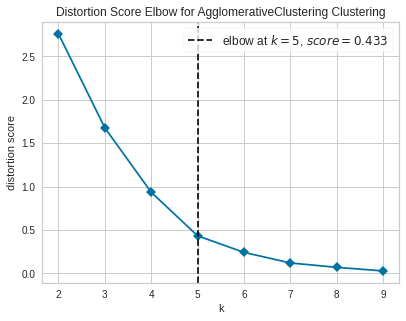 Distortion Score Elbow for AgglomerativeClustering Clustering
elbow at k = 5, score = 0.433
distortion score
2.5
2.0
1.5
1.0
0.5
0.0
2 3 4 5 6 7 8 9
k